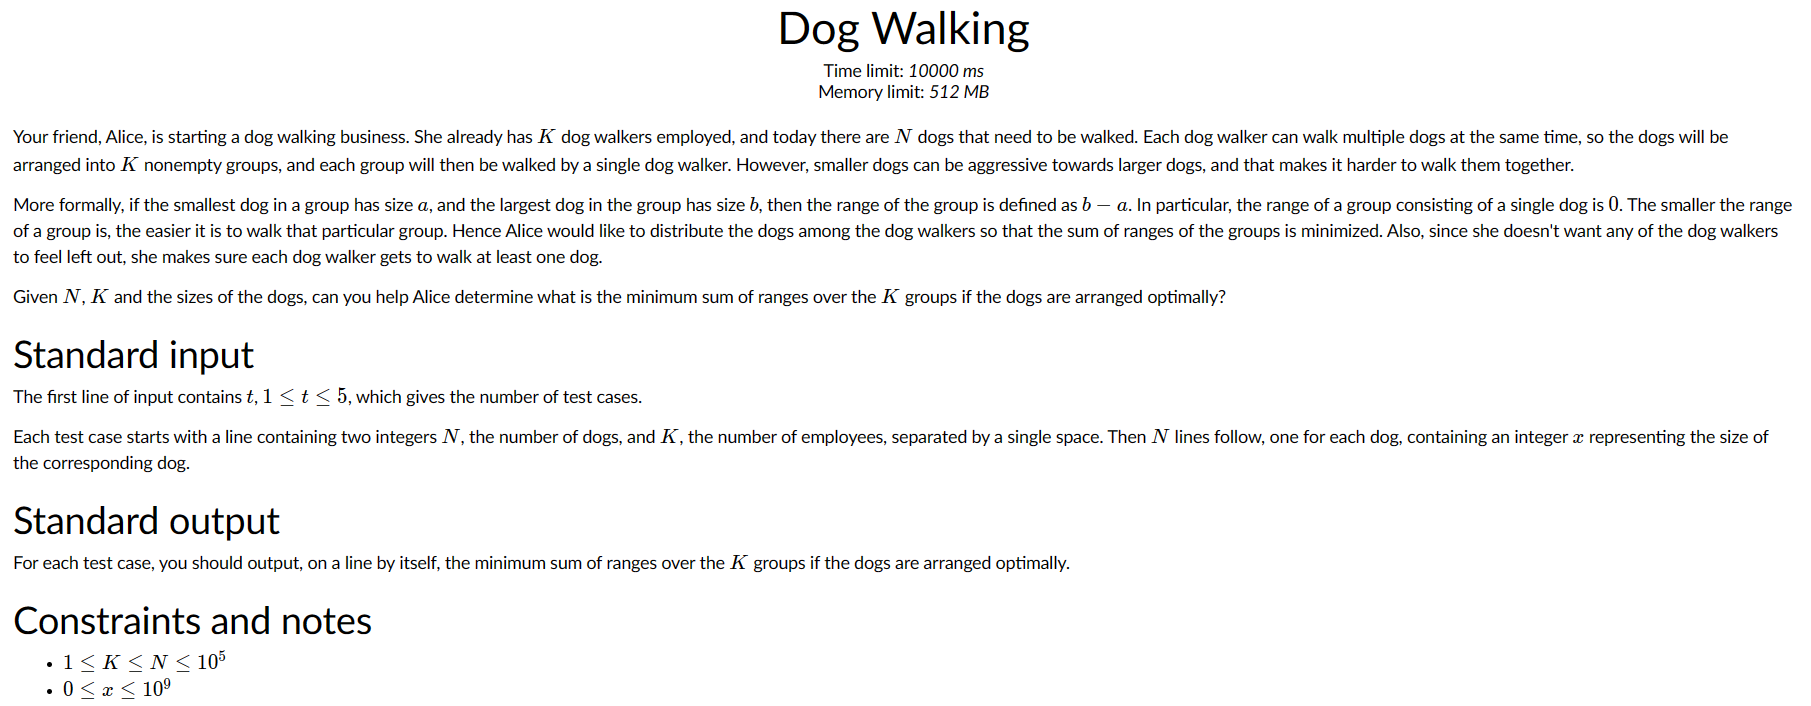 Dog Walking
Time limit: 10000 ms
Memory limit: 512 MB
Your friend, Alice, is starting a dog walking business. She already has K dog walkers employed, and today there are N dogs that need to be walked. Each dog walker can walk multiple dogs at the same time, so the dogs will be
arranged into K nonempty groups, and each group will then be walked by a single dog walker. However, smaller dogs can be aggressive towards larger dogs, and that makes it harder to walk them together.
More formally, if the smallest dog in a group has size a, and the largest dog in the group has size b, then the range of the group is defined as b − a. In particular, the range of a group consisting of a single dog is 0. The smaller the range
of a group is, the easier it is to walk that particular group. Hence Alice would like to distribute the dogs among the dog walkers so that the sum of ranges of the groups is minimized. Also, since she doesn't want any of the dog walkers
to feel left out, she makes sure each dog walker gets to walk at least one dog.
Given N, K and the sizes of the dogs, can you help Alice determine what is the minimum sum of ranges over the K groups if the dogs are arranged optimally?
Standard input
The first line of input contains t, 1 ≤ t ≤ 5, which gives the number of test cases.
Each test case starts with a line containing two integers N, the number of dogs, and K, the number of employees, separated by a single space. Then N lines follow, one for each dog, containing an integer x representing the size of
the corresponding dog.
Standard output
For each test case, you should output, on a line by itself, the minimum sum of ranges over the K groups if the dogs are arranged optimally.
Constraints and notes
• 1 ≤ K ≤ N ≤ 10⁵
• 0 ≤ x ≤ 10⁹